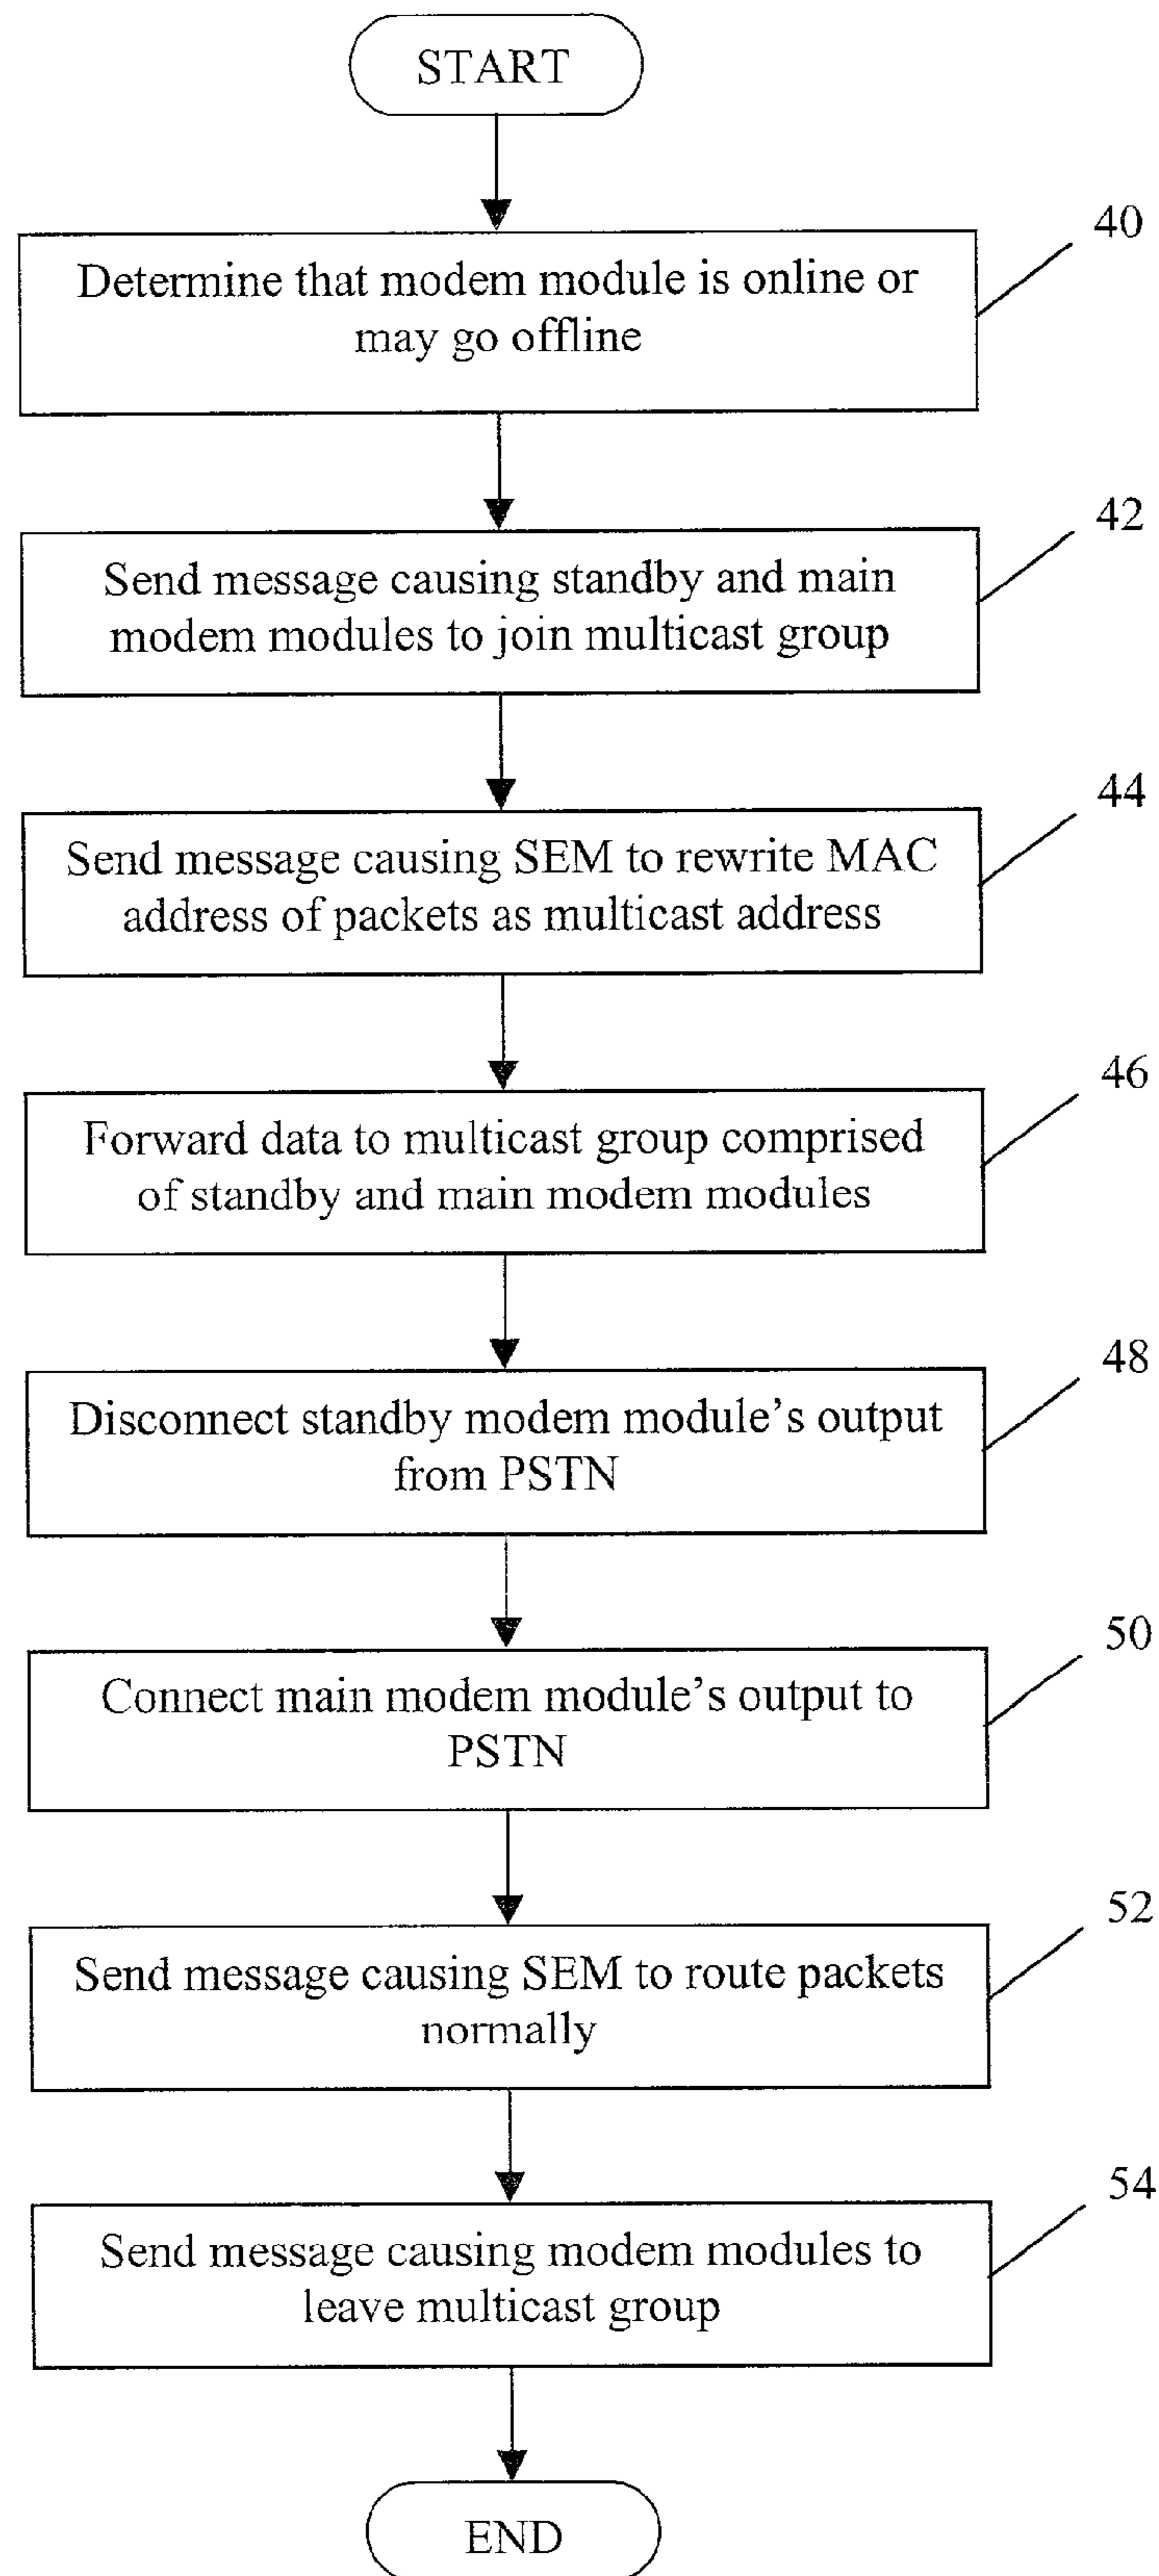 START
40
Determine that modem module is online or
may go offline
42
Send message causing standby and main
modem modules to join multicast group
44
Send message causing SEM to rewrite MAC
address of packets as multicast address
46
Forward data to multicast group comprised
of standby and main modem modules
48
Disconnect standby modem module's output
from PSTN
50
Connect main modem module's output to
PSTN
52
Send message causing SEM to route packets
normally
54
Send message causing modem modules to
leave multicast group
END